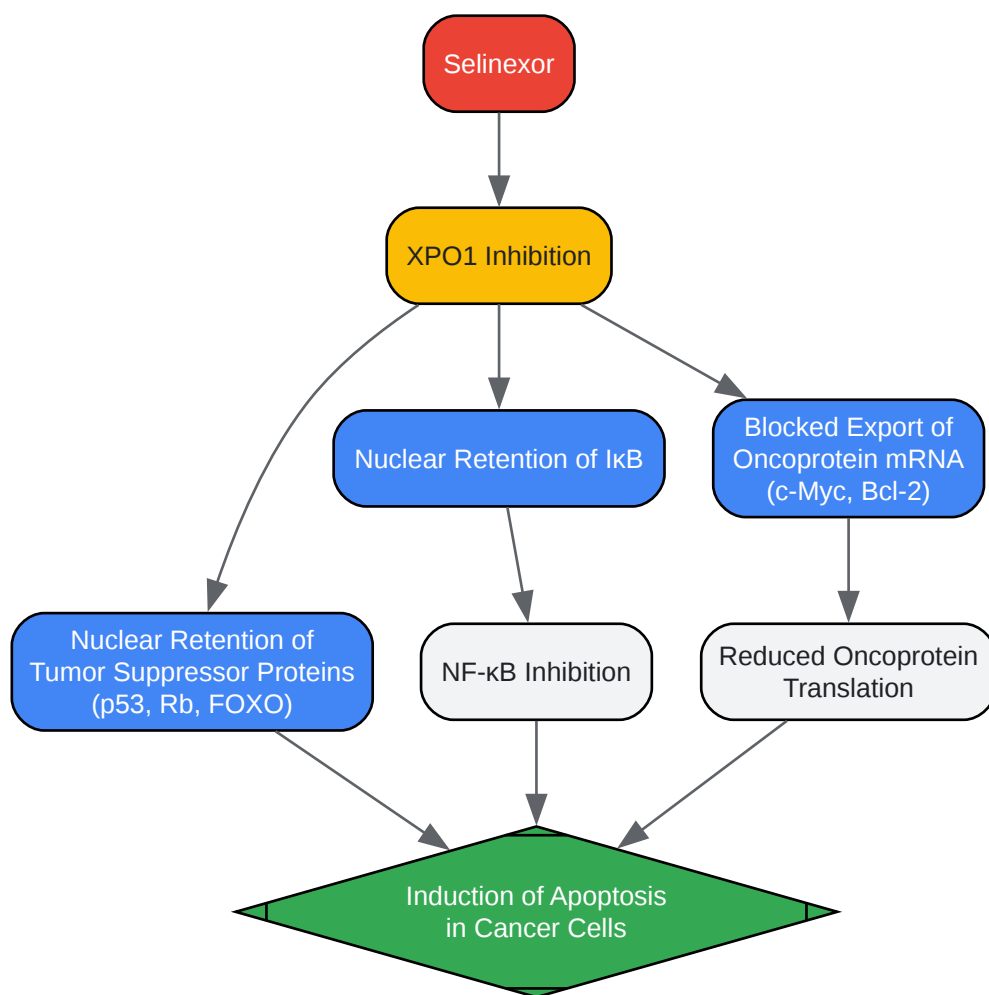 Selinexor
XPO1 Inhibition
Nuclear Retention of IκB
Blocked Export of
Oncoprotein mRNA
(c-Myc, Bcl-2)
Nuclear Retention of
Tumor Suppressor Proteins
(p53, Rb, FOXO)
NF-κB Inhibition
Reduced Oncoprotein
Translation
Induction of Apoptosis
in Cancer Cells